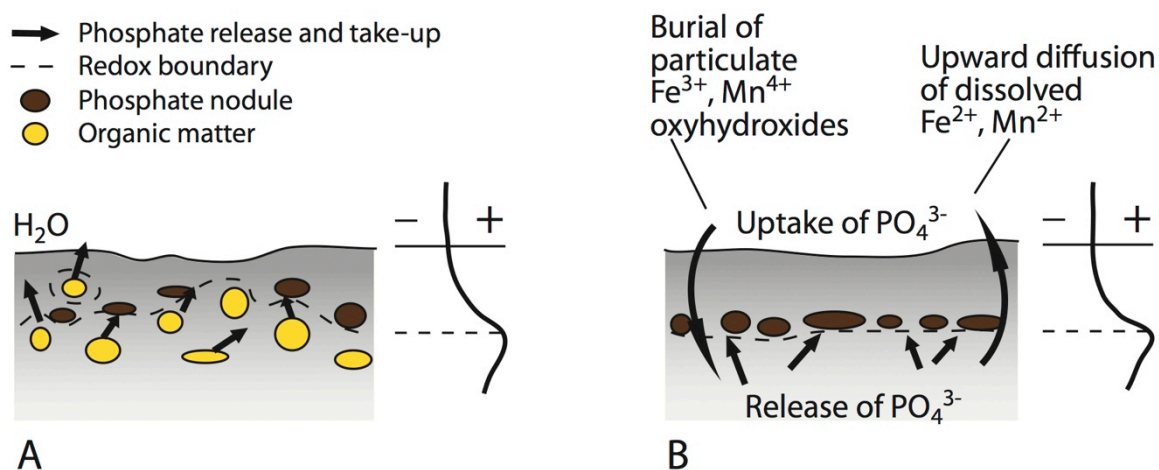 Phosphate release and take-up
Redox boundary
Phosphate nodule
Organic matter
H₂O
− +
A
Burial of
particulate
Fe³⁺, Mn⁴⁺
oxyhydroxides
Upward diffusion
of dissolved
Fe²⁺, Mn²⁺
Uptake of PO₄³⁻
− +
Release of PO₄³⁻
B